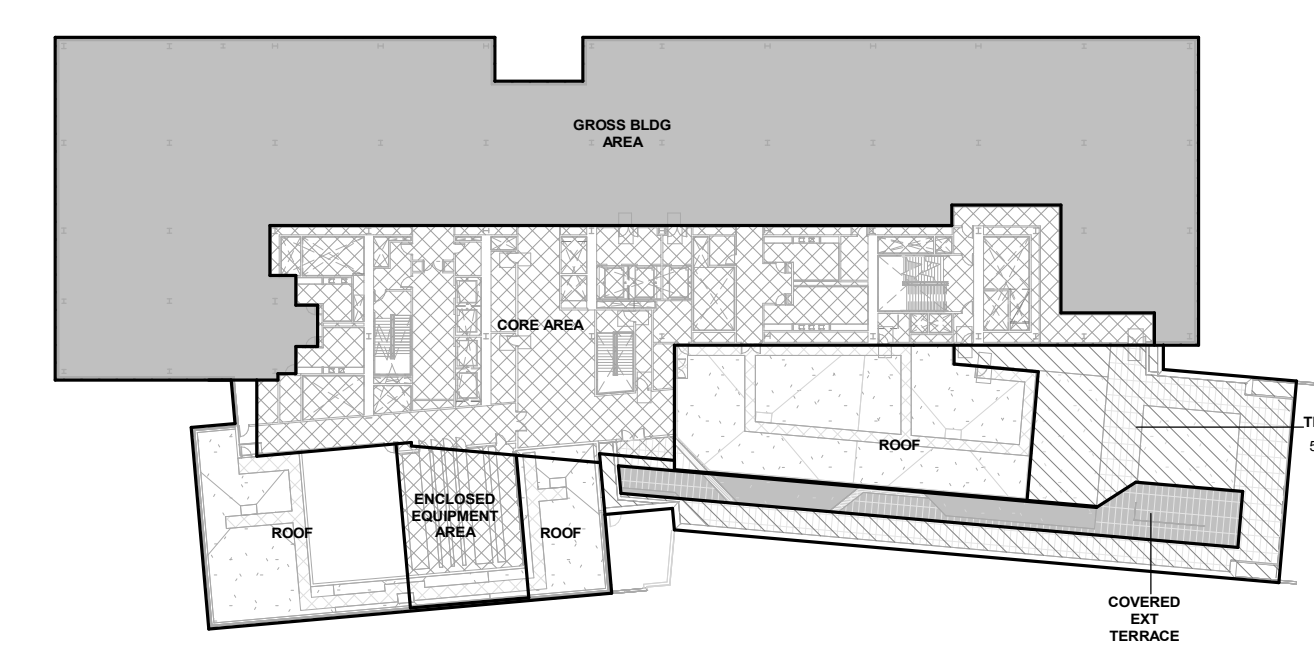 GROSS BLDG
AREA
CORE AREA
ROOF
ENCLOSED
EQUIPMENT
AREA
ROOF
ROOF
COVERED
EXT
TERRACE